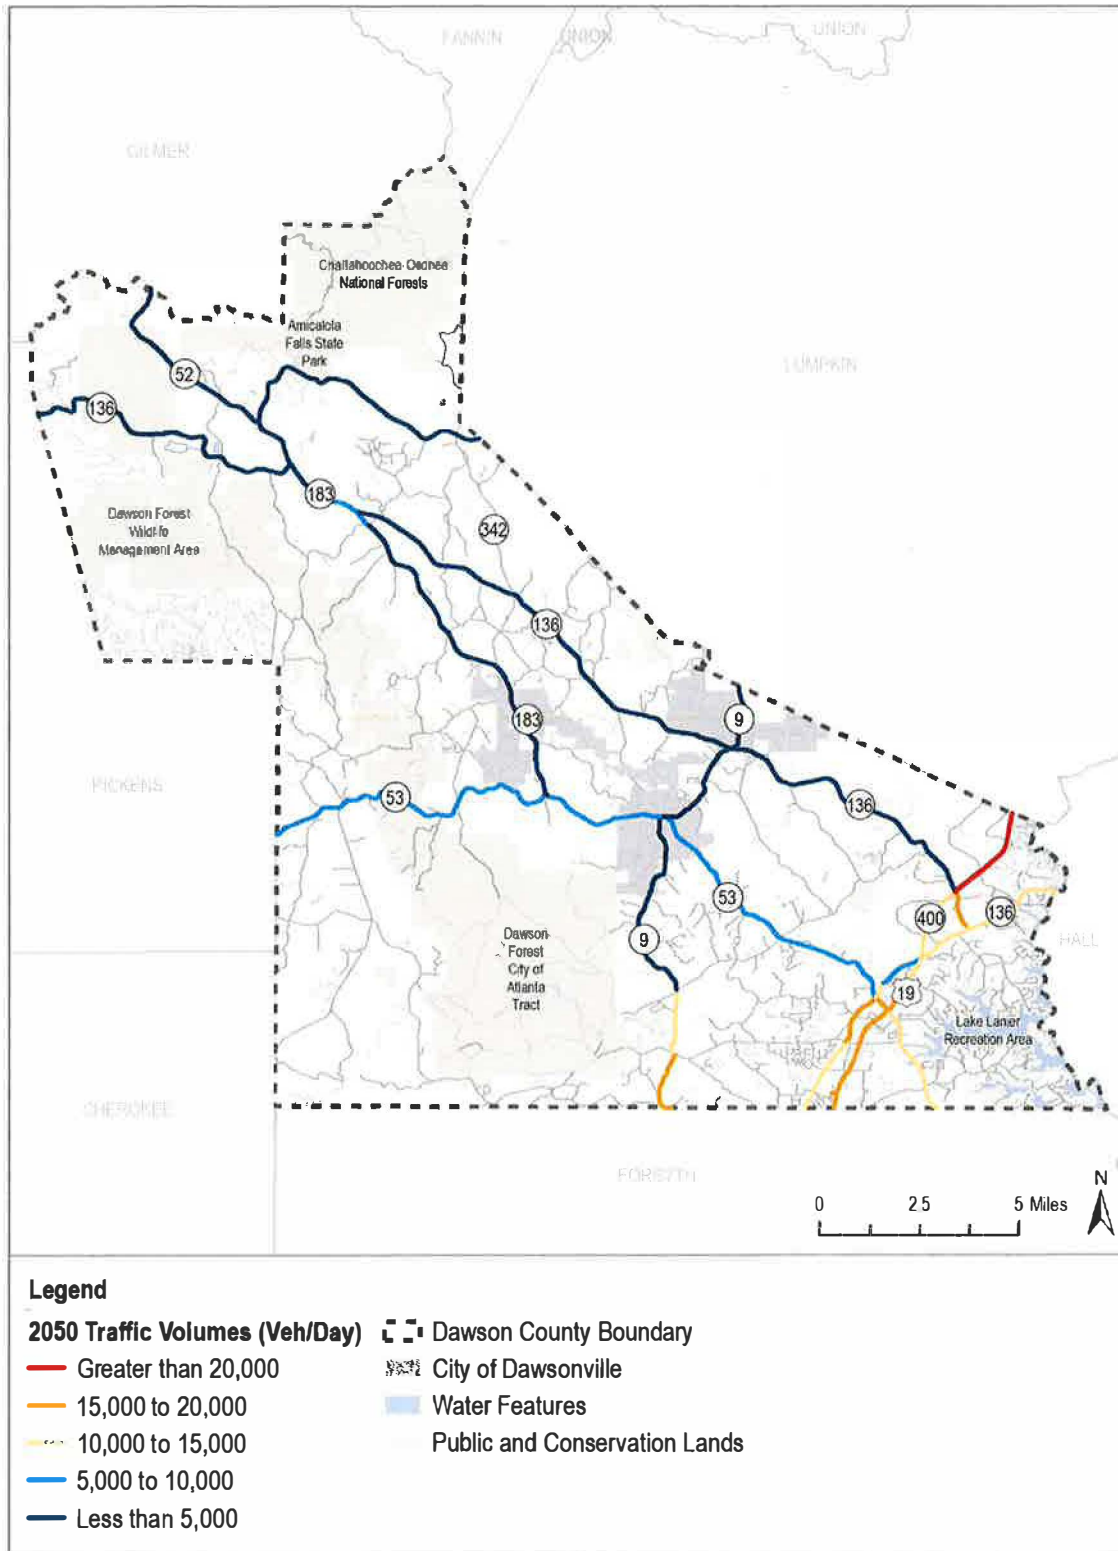 FANNIN
UNION
UNION
GILMER
Chattahoochee-Oconee
National Forests
Amicalola
Falls State
Park
LUMPKIN
52
136
183
Dawson Forest
Wildlife
Management Area
342
136
183
9
PICKENS
53
136
53
400
136
9
HALL
Dawson
Forest
City of
Atlanta
Tract
19
Lake Lanier
Recreation Area
CHEROKEE
FORSYTH
N
0 2.5 5 Miles
Legend
2050 Traffic Volumes (Veh/Day)
Greater than 20,000
15,000 to 20,000
10,000 to 15,000
5,000 to 10,000
Less than 5,000
Dawson County Boundary
City of Dawsonville
Water Features
Public and Conservation Lands